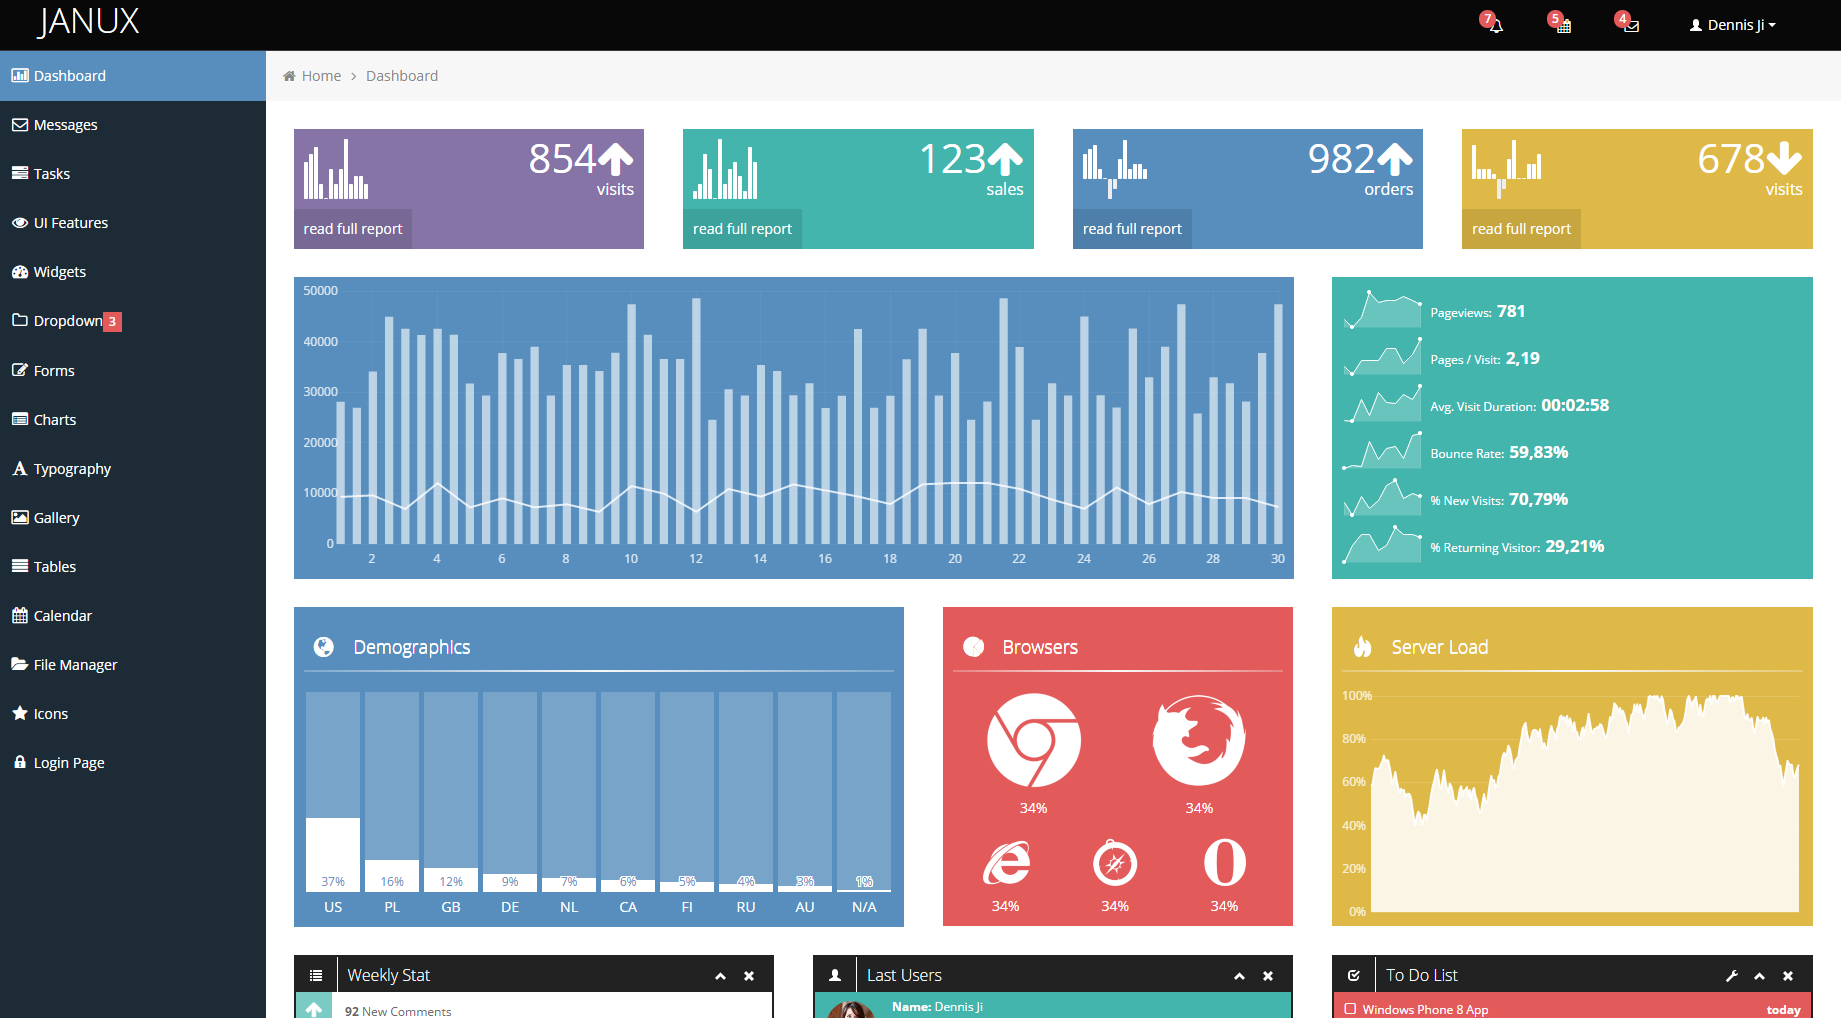 JANUX
7
5
4
Dennis Ji
Dashboard
Messages
Tasks
UI Features
Widgets
Dropdown 3
Forms
Charts
Typography
Gallery
Tables
Calendar
File Manager
Icons
Login Page
Home > Dashboard
854
visits
read full report
123
sales
read full report
982
orders
read full report
678
visits
read full report
50000
40000
30000
20000
10000
0
2 4 6 8 10 12 14 16 18 20 22 24 26 28 30
Pageviews: 781
Pages / Visit: 2,19
Avg. Visit Duration: 00:02:58
Bounce Rate: 59,83%
% New Visits: 70,79%
% Returning Visitor: 29,21%
Demographics
37% 16% 12% 9% 7% 6% 5% 4% 3% 1%
US PL GB DE NL CA FI RU AU N/A
Browsers
34% 34%
34% 34% 34%
Server Load
100%
80%
60%
40%
20%
0%
Weekly Stat
92 New Comments
Last Users
Name: Dennis Ji
To Do List
Windows Phone 8 App today